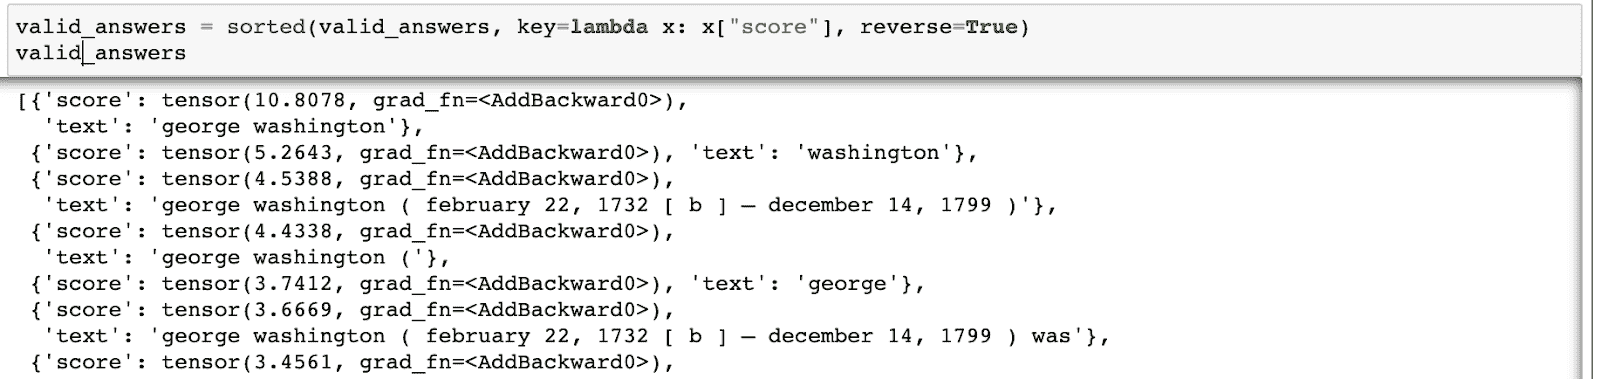 valid_answers = sorted(valid_answers, key=lambda x: x["score"], reverse=True)
valid_answers
[{'score': tensor(10.8078, grad_fn=<AddBackward0>),
'text': 'george washington'},
{'score': tensor(5.2643, grad_fn=<AddBackward0>), 'text': 'washington'},
{'score': tensor(4.5388, grad_fn=<AddBackward0>),
'text': 'george washington ( february 22, 1732 [ b ] – december 14, 1799 )'},
{'score': tensor(4.4338, grad_fn=<AddBackward0>),
'text': 'george washington ('},
{'score': tensor(3.7412, grad_fn=<AddBackward0>), 'text': 'george'},
{'score': tensor(3.6669, grad_fn=<AddBackward0>),
'text': 'george washington ( february 22, 1732 [ b ] – december 14, 1799 ) was'},
{'score': tensor(3.4561, grad_fn=<AddBackward0>),